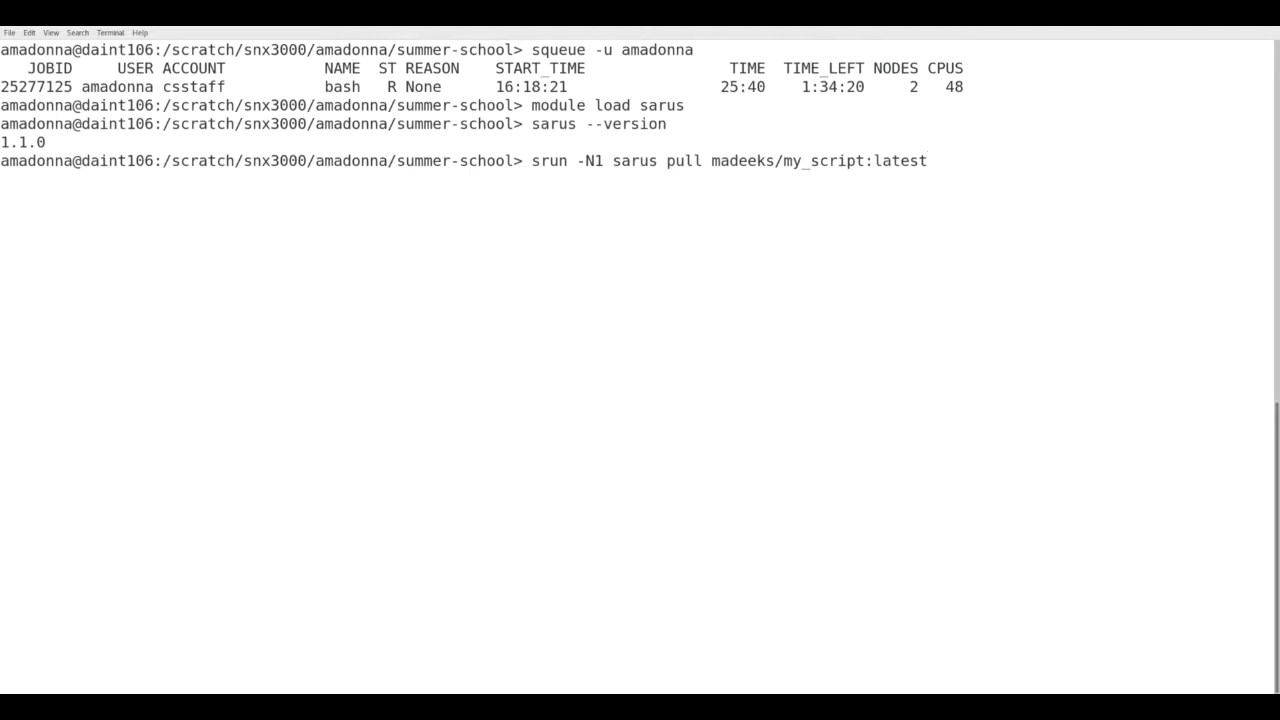 File Edit View Search Terminal Help
amadonna@daint106:/scratch/snx3000/amadonna/summer-school> squeue -u amadonna
JOBID USER ACCOUNT NAME ST REASON START_TIME TIME TIME_LEFT NODES CPUS
25277125 amadonna csstaff bash R None 16:18:21 25:40 1:34:20 2 48
amadonna@daint106:/scratch/snx3000/amadonna/summer-school> module load sarus
amadonna@daint106:/scratch/snx3000/amadonna/summer-school> sarus --version
1.1.0
amadonna@daint106:/scratch/snx3000/amadonna/summer-school> srun -N1 sarus pull madeeks/my_script:latest